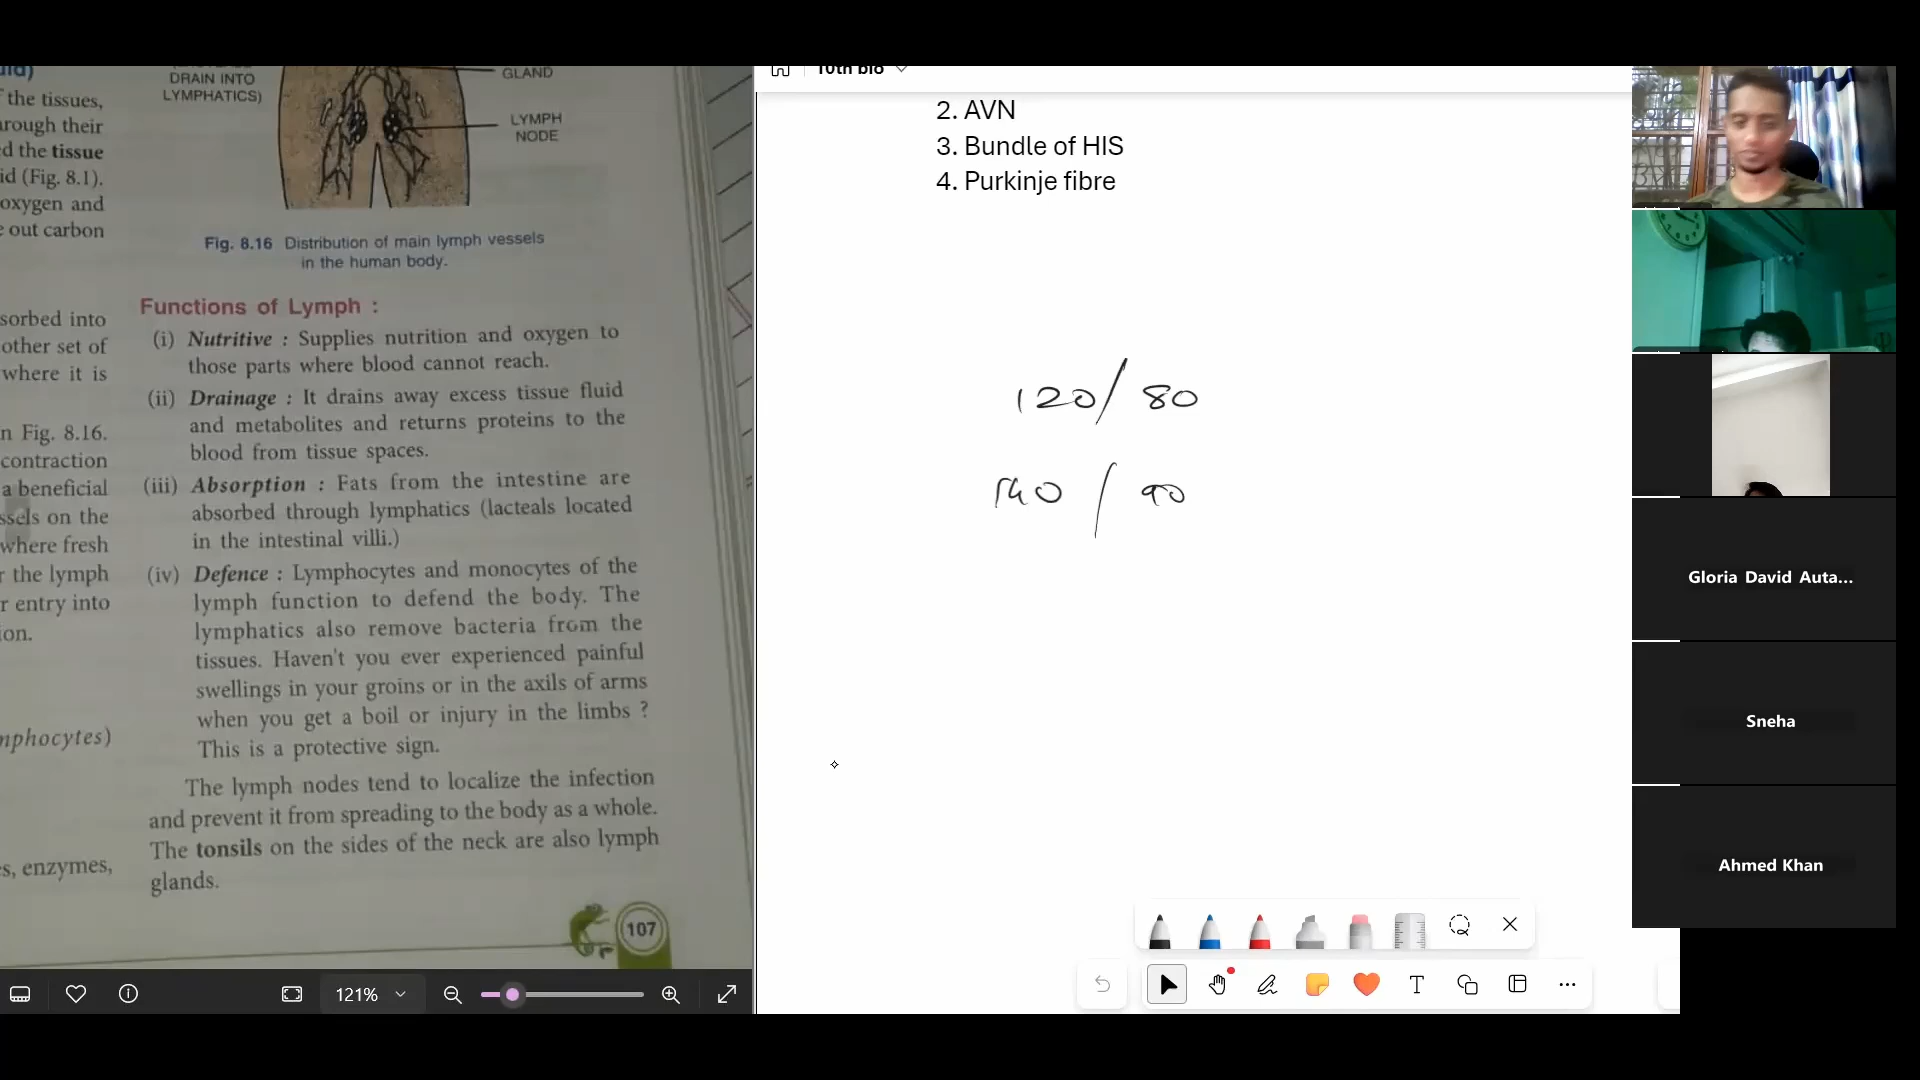 DRAIN INTO
LYMPHATICS)
GLAND
LYMPH
NODE
the tissues,
rough their
d the tissue
id (Fig. 8.1).
oxygen and
e out carbon
Fig. 8.16 Distribution of main lymph vessels
in the human body.
sorbed into
other set of
where it is
n Fig. 8.16.
contraction
a beneficial
ssels on the
where fresh
r the lymph
r entry into
ion.
mphocytes)
es, enzymes,
Functions of Lymph :
(i) Nutritive : Supplies nutrition and oxygen to
those parts where blood cannot reach.
(ii) Drainage : It drains away excess tissue fluid
and metabolites and returns proteins to the
blood from tissue spaces.
(iii) Absorption : Fats from the intestine are
absorbed through lymphatics (lacteals located
in the intestinal villi.)
(iv) Defence : Lymphocytes and monocytes of the
lymph function to defend the body. The
lymphatics also remove bacteria from the
tissues. Haven't you ever experienced painful
swellings in your groins or in the axils of arms
when you get a boil or injury in the limbs ?
This is a protective sign.
The lymph nodes tend to localize the infection
and prevent it from spreading to the body as a whole.
The tonsils on the sides of the neck are also lymph
glands.
107
121%
10th bio
2. AVN
3. Bundle of HIS
4. Purkinje fibre
120/80
140/90
T
Gloria David Auta...
Sneha
Ahmed Khan